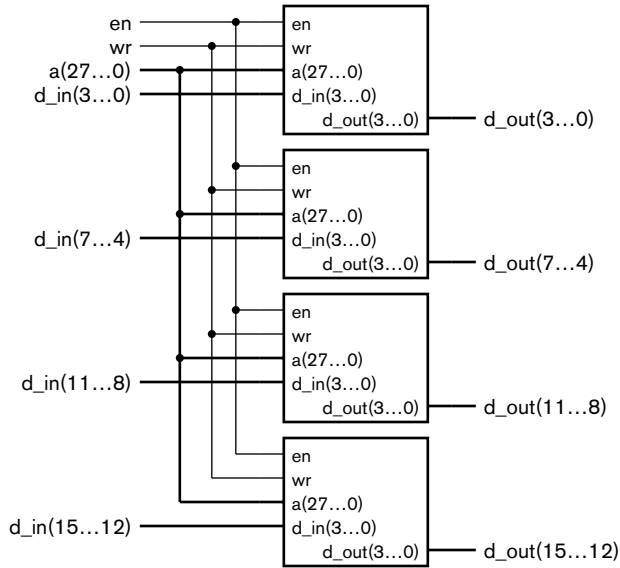 en
en
wr
wr
a(27…0)
a(27…0)
d_in(3…0)
d_in(3…0)
d_out(3…0)
d_out(3…0)
en
wr
a(27…0)
d_in(7…4)
d_in(3…0)
d_out(3…0)
d_out(7…4)
en
wr
a(27…0)
d_in(11…8)
d_in(3…0)
d_out(3…0)
d_out(11…8)
en
wr
a(27…0)
d_in(15…12)
d_in(3…0)
d_out(3…0)
d_out(15…12)